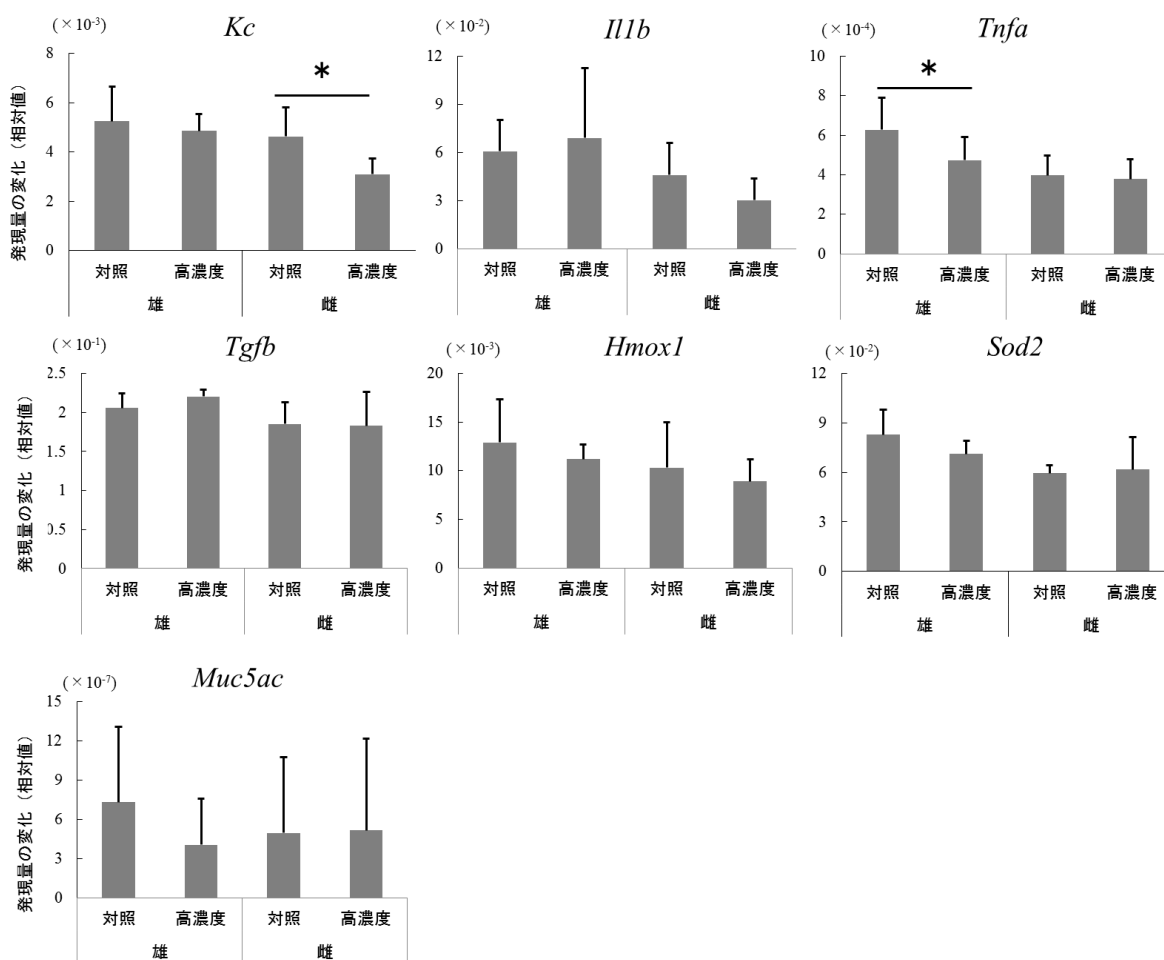 (×10⁻³) Kc
8
6
4
2
0
発現量の変化（相対値）
*
対照 高濃度 対照 高濃度
雄 雌
(×10⁻²) Il1b
12
9
6
3
0
対照 高濃度 対照 高濃度
雄 雌
(×10⁻⁴) Tnfa
10
8
6
4
2
0
*
対照 高濃度 対照 高濃度
雄 雌
(×10⁻¹) Tgfb
2.5
2
1.5
1
0.5
0
発現量の変化（相対値）
対照 高濃度 対照 高濃度
雄 雌
(×10⁻³) Hmox1
20
15
10
5
0
対照 高濃度 対照 高濃度
雄 雌
(×10⁻²) Sod2
12
9
6
3
0
対照 高濃度 対照 高濃度
雄 雌
(×10⁻⁷) Muc5ac
15
12
9
6
3
0
発現量の変化（相対値）
対照 高濃度 対照 高濃度
雄 雌